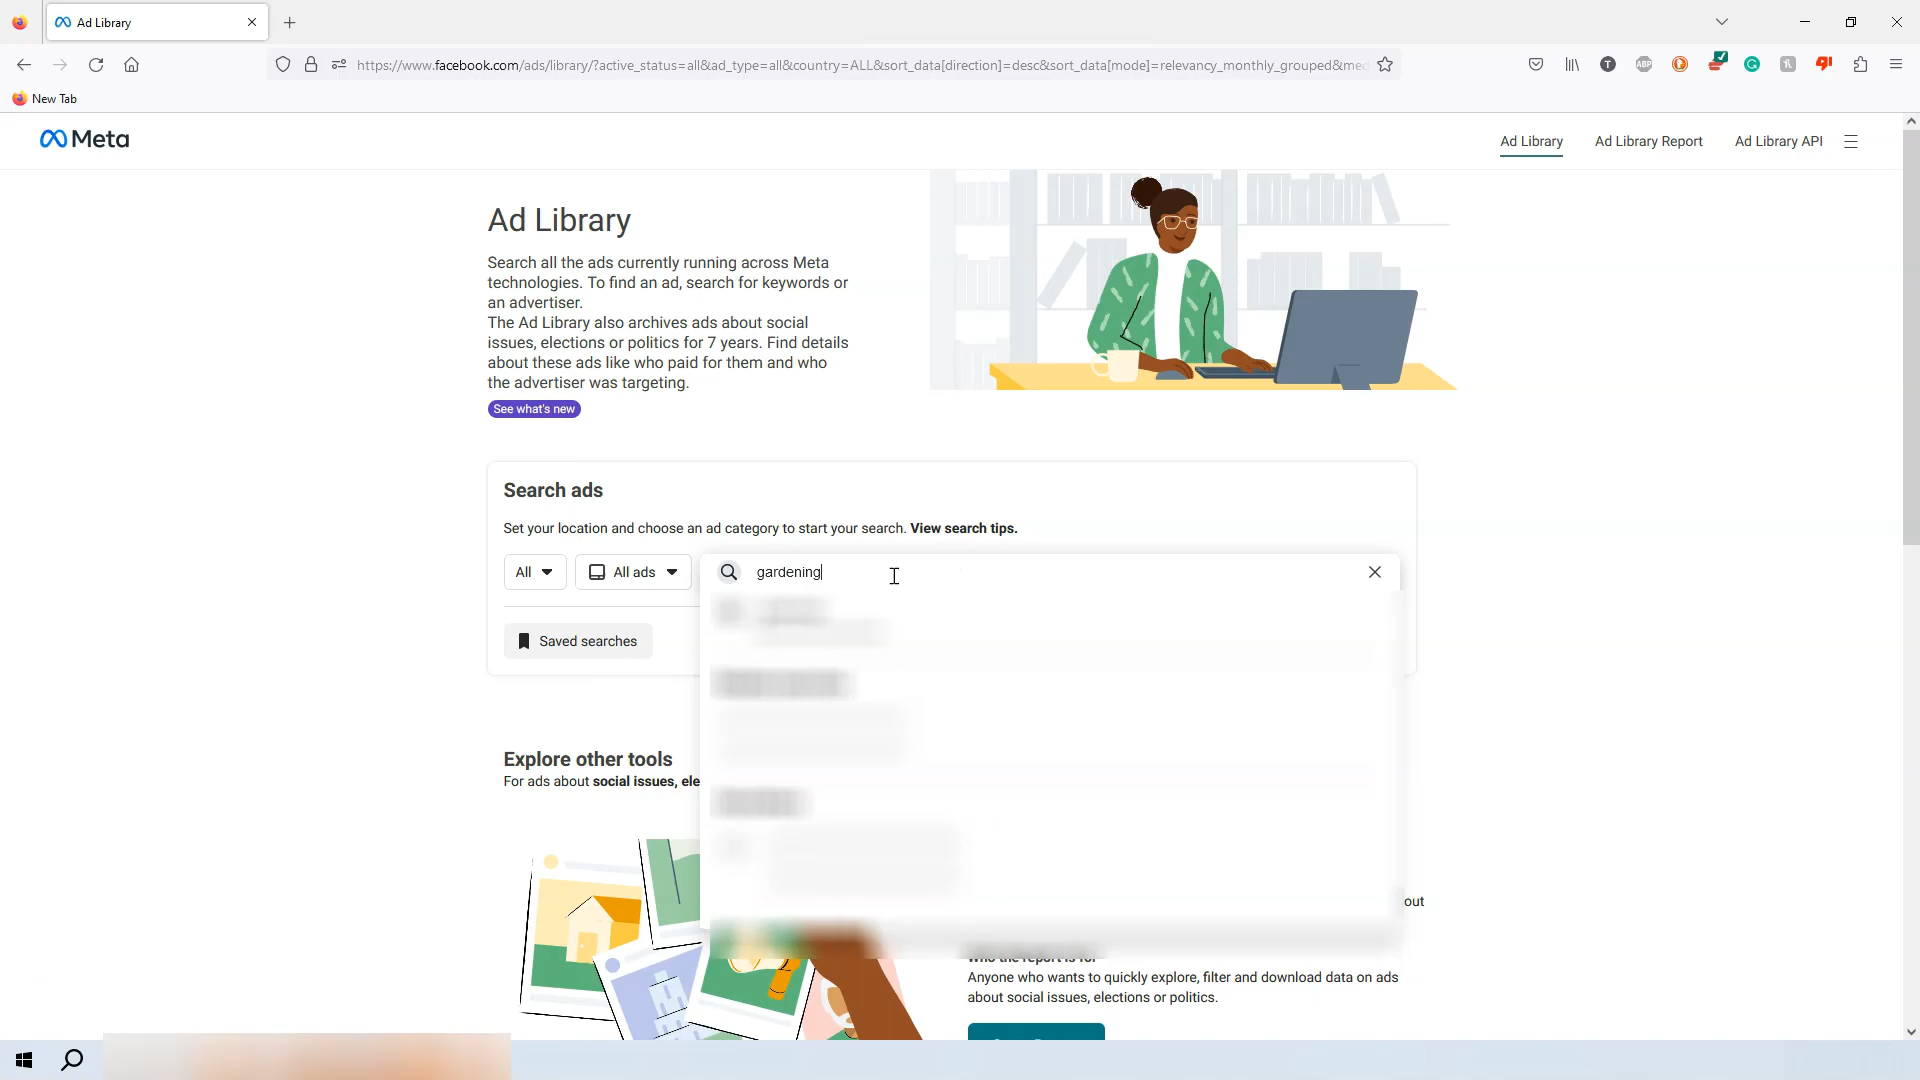 Ad Library
https://www.facebook.com/ads/library/?active_status=all&ad_type=all&country=ALL&sort_data[direction]=desc&sort_data[mode]=relevancy_monthly_grouped&med
T
ABP
New Tab
Meta
Ad Library
Ad Library Report
Ad Library API
Ad Library
Search all the ads currently running across Meta
technologies. To find an ad, search for keywords or
an advertiser.
The Ad Library also archives ads about social
issues, elections or politics for 7 years. Find details
about these ads like who paid for them and who
the advertiser was targeting.
See what's new
Search ads
Set your location and choose an ad category to start your search. View search tips.
All
All ads
gardening
Saved searches
Explore other tools
For ads about social issues, ele
out
Who the report is for
Anyone who wants to quickly explore, filter and download data on ads
about social issues, elections or politics.